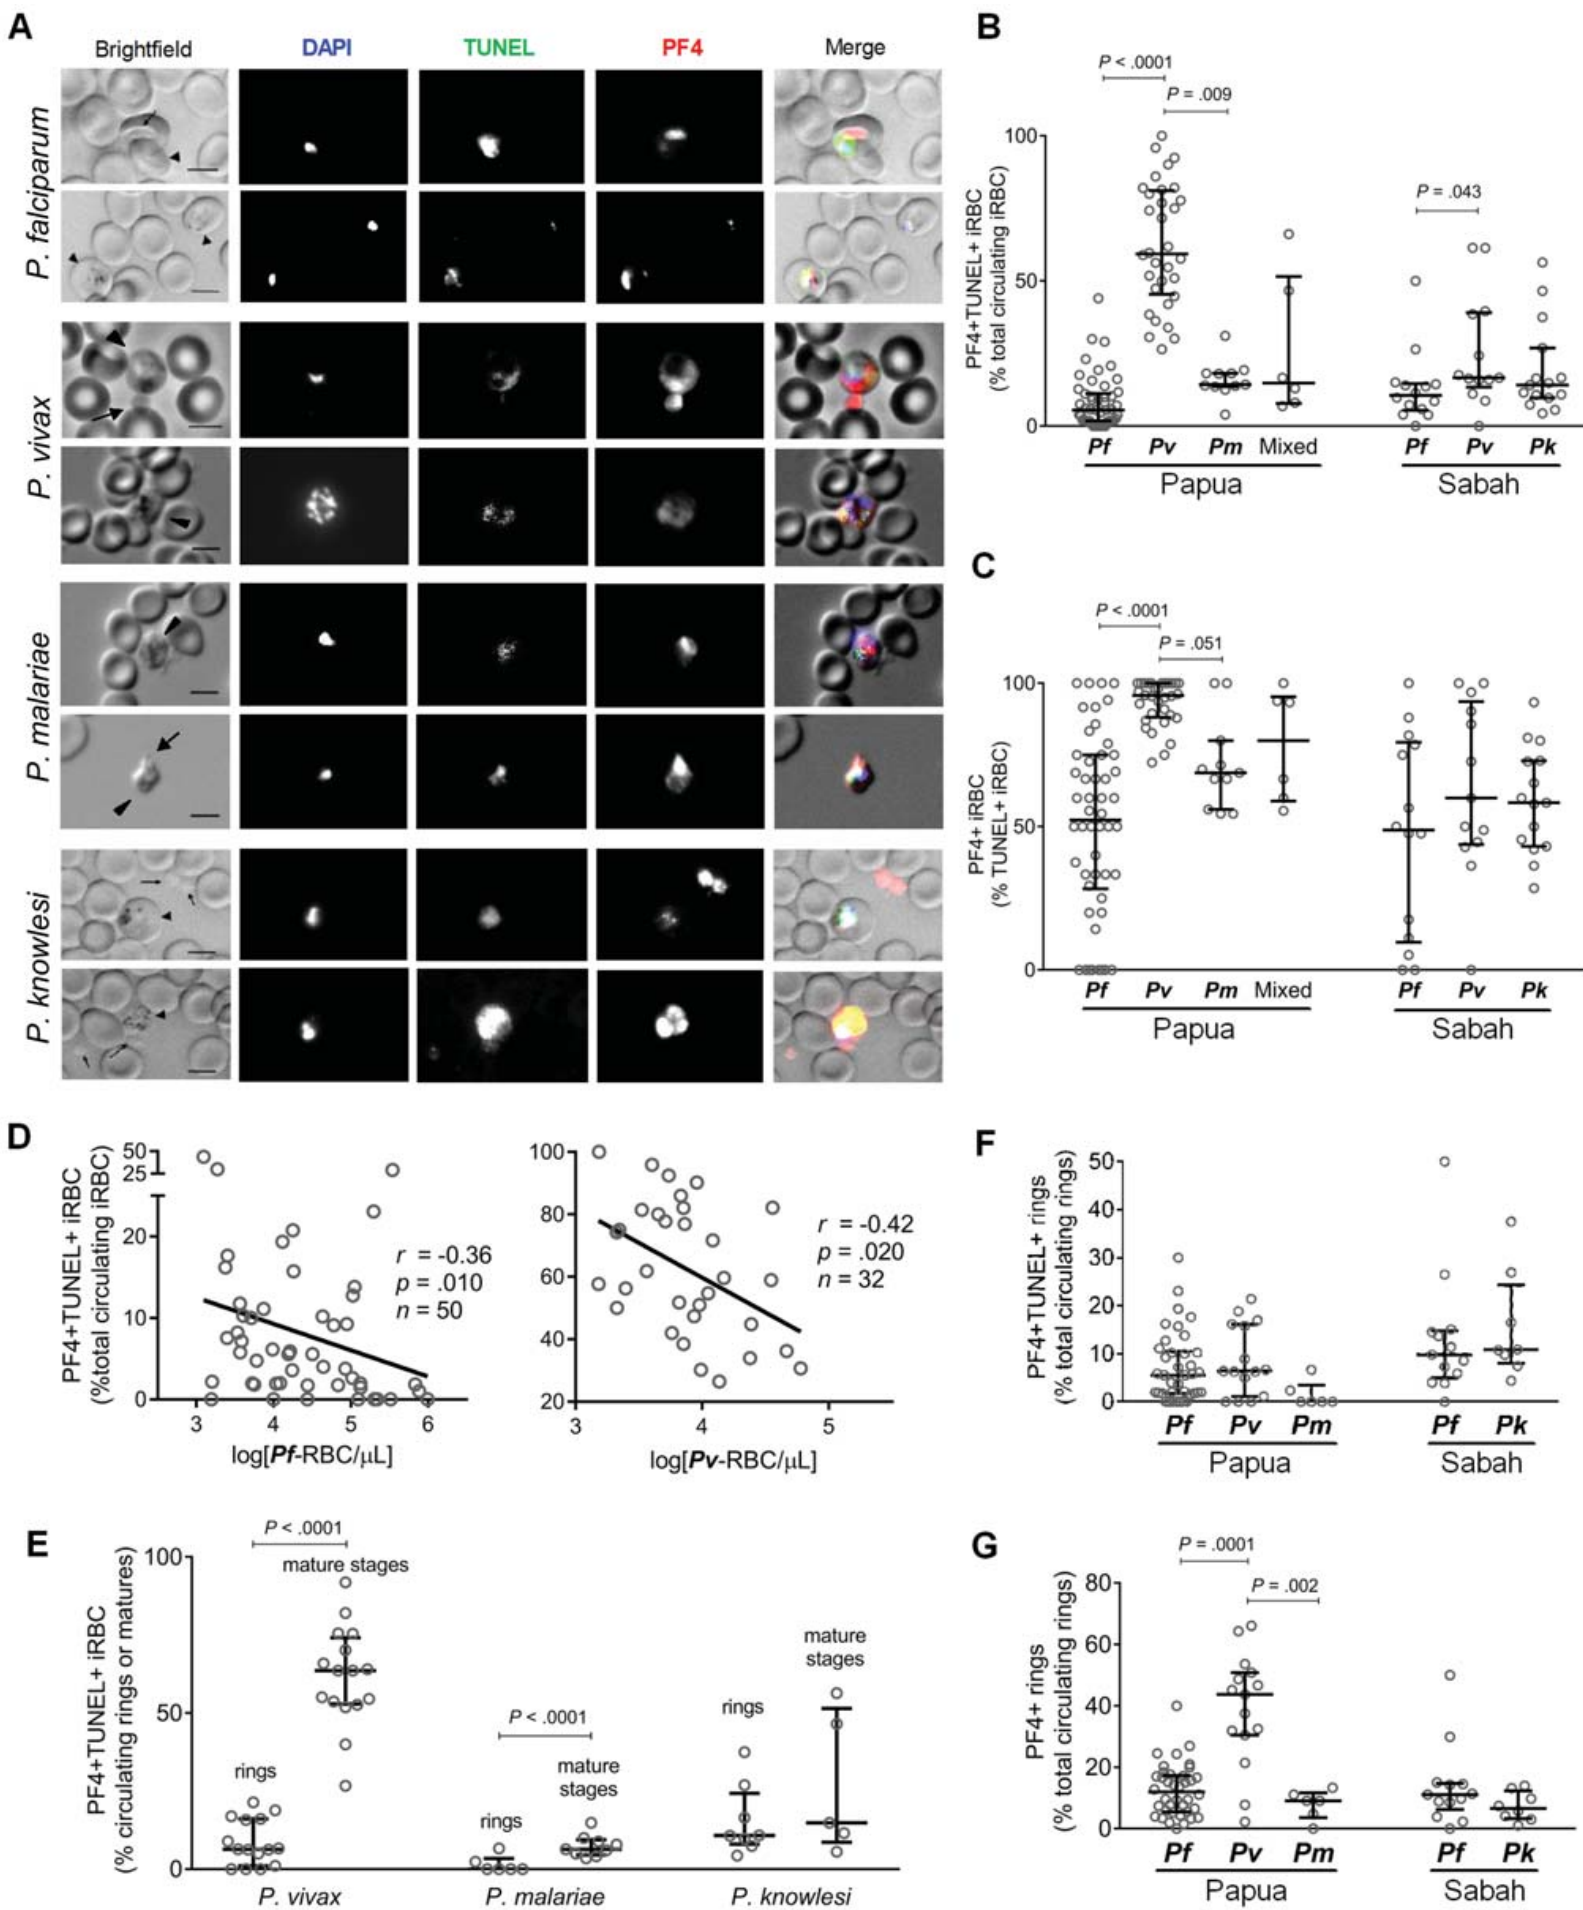 A
Brightfield DAPI TUNEL PF4 Merge
P. falciparum
P. vivax
P. malariae
P. knowlesi
B
P < .0001
P = .009
P = .043
PF4+TUNEL+ iRBC
(% total circulating iRBC)
100
50
0
Pf Pv Pm Mixed Pf Pv Pk
Papua Sabah
C
P < .0001
P = .051
PF4+ iRBC
(% TUNEL+ iRBC)
100
50
0
Pf Pv Pm Mixed Pf Pv Pk
Papua Sabah
D
PF4+TUNEL+ iRBC
(%total circulating iRBC)
50
25
20
10
0
r = -0.36
p = .010
n = 50
3 4 5 6
log[Pf-RBC/μL]
100
80
60
40
20
r = -0.42
p = .020
n = 32
3 4 5
log[Pv-RBC/μL]
E
PF4+TUNEL+ iRBC
(% circulating rings or matures)
100
50
0
P < .0001
mature stages
rings
P < .0001
mature
stages
rings
mature
stages
rings
P. vivax P. malariae P. knowlesi
F
PF4+TUNEL+ rings
(% total circulating rings)
50
40
30
20
10
0
Pf Pv Pm Pf Pk
Papua Sabah
G
P = .0001
P = .002
PF4+ rings
(% total circulating rings)
80
60
40
20
0
Pf Pv Pm Pf Pk
Papua Sabah